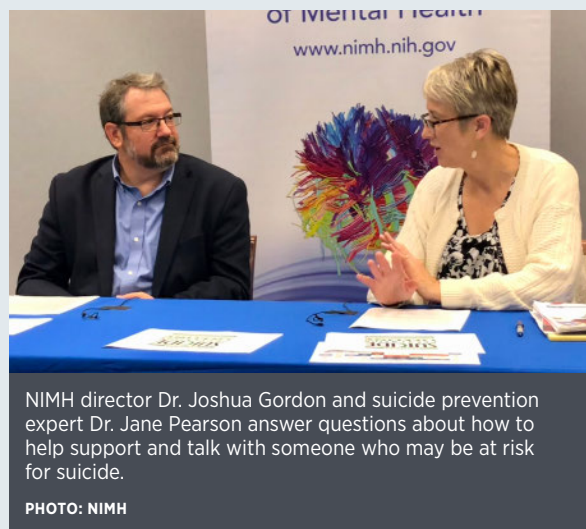 of Mental Health
www.nimh.nih.gov
SUICIDE
NIMH director Dr. Joshua Gordon and suicide prevention
expert Dr. Jane Pearson answer questions about how to
help support and talk with someone who may be at risk
for suicide.
PHOTO: NIMH